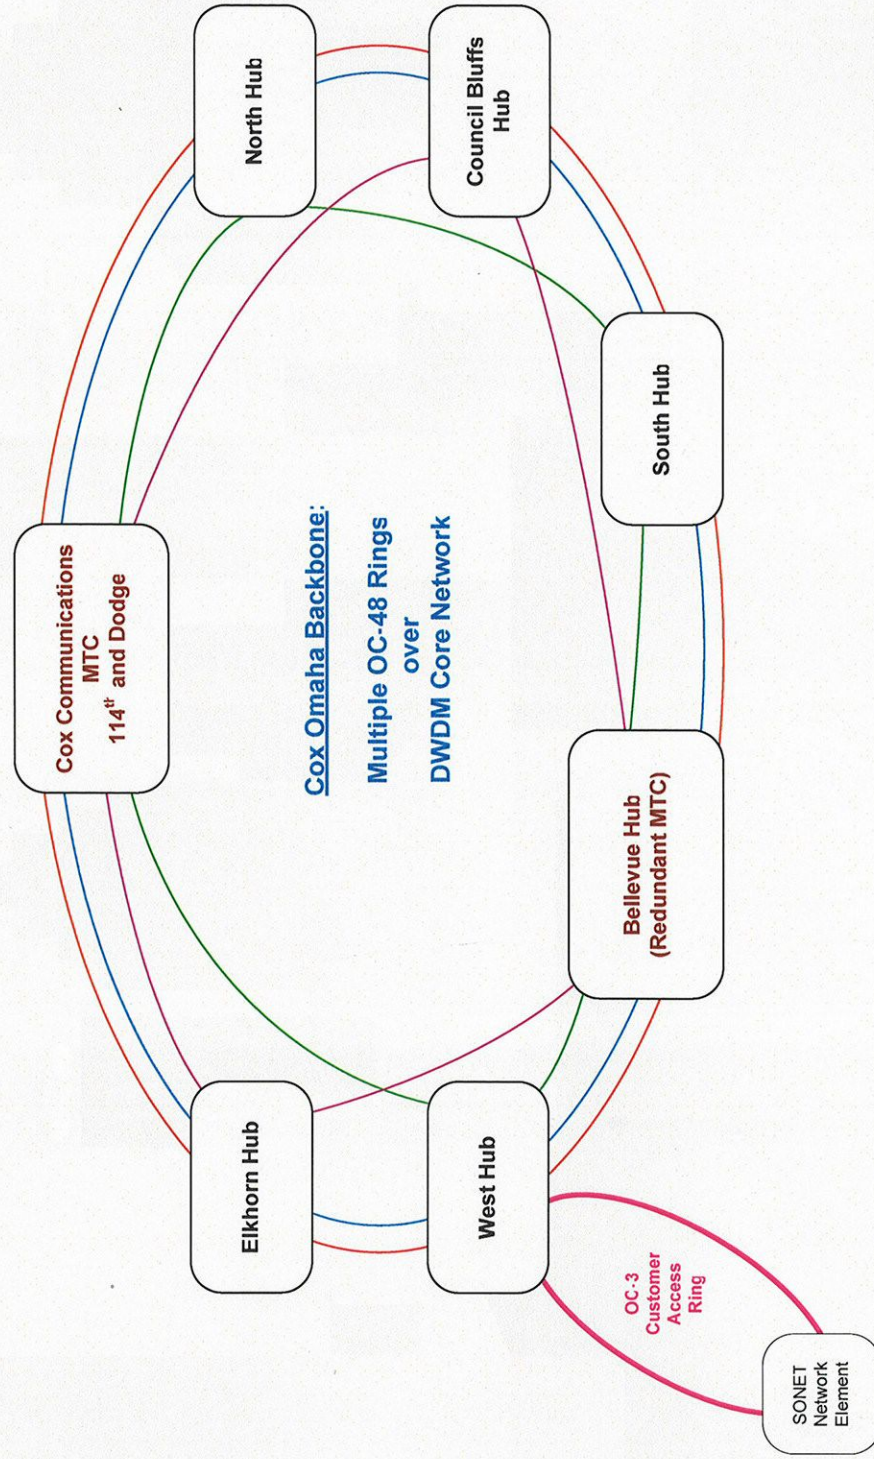 Cox Communications
MTC
114th and Dodge
Elkhorn Hub
North Hub
Cox Omaha Backbone:
Multiple OC-48 Rings
over
DWDM Core Network
West Hub
Council Bluffs
Hub
Bellevue Hub
(Redundant MTC)
South Hub
OC-3
Customer
Access
Ring
SONET
Network
Element